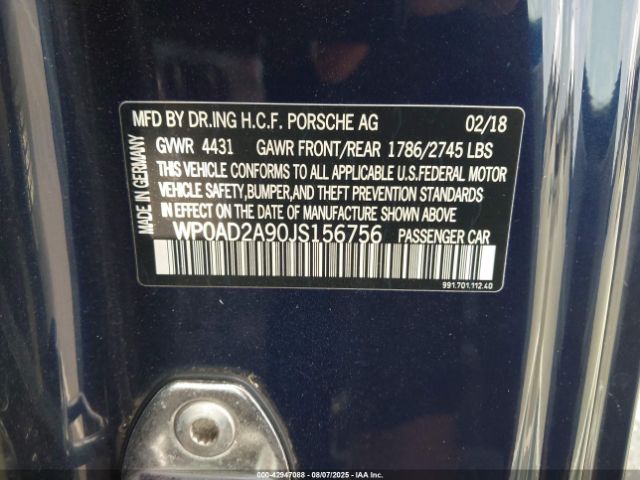 MFD BY DR.ING H.C.F. PORSCHE AG 02/18
GVWR 4431 GAWR FRONT/REAR 1786/2745 LBS
THIS VEHICLE CONFORMS TO ALL APPLICABLE U.S.FEDERAL MOTOR
VEHICLE SAFETY,BUMPER,AND THEFT PREVENTION STANDARDS
IN EFFECT ON THE DATE OF MANUFACTURE SHOWN ABOVE.
WP0AD2A90JS156756 PASSENGER CAR
991.701.112.40
MADE IN GERMANY
000-42947088 - 08/07/2025 - IAAI.COM